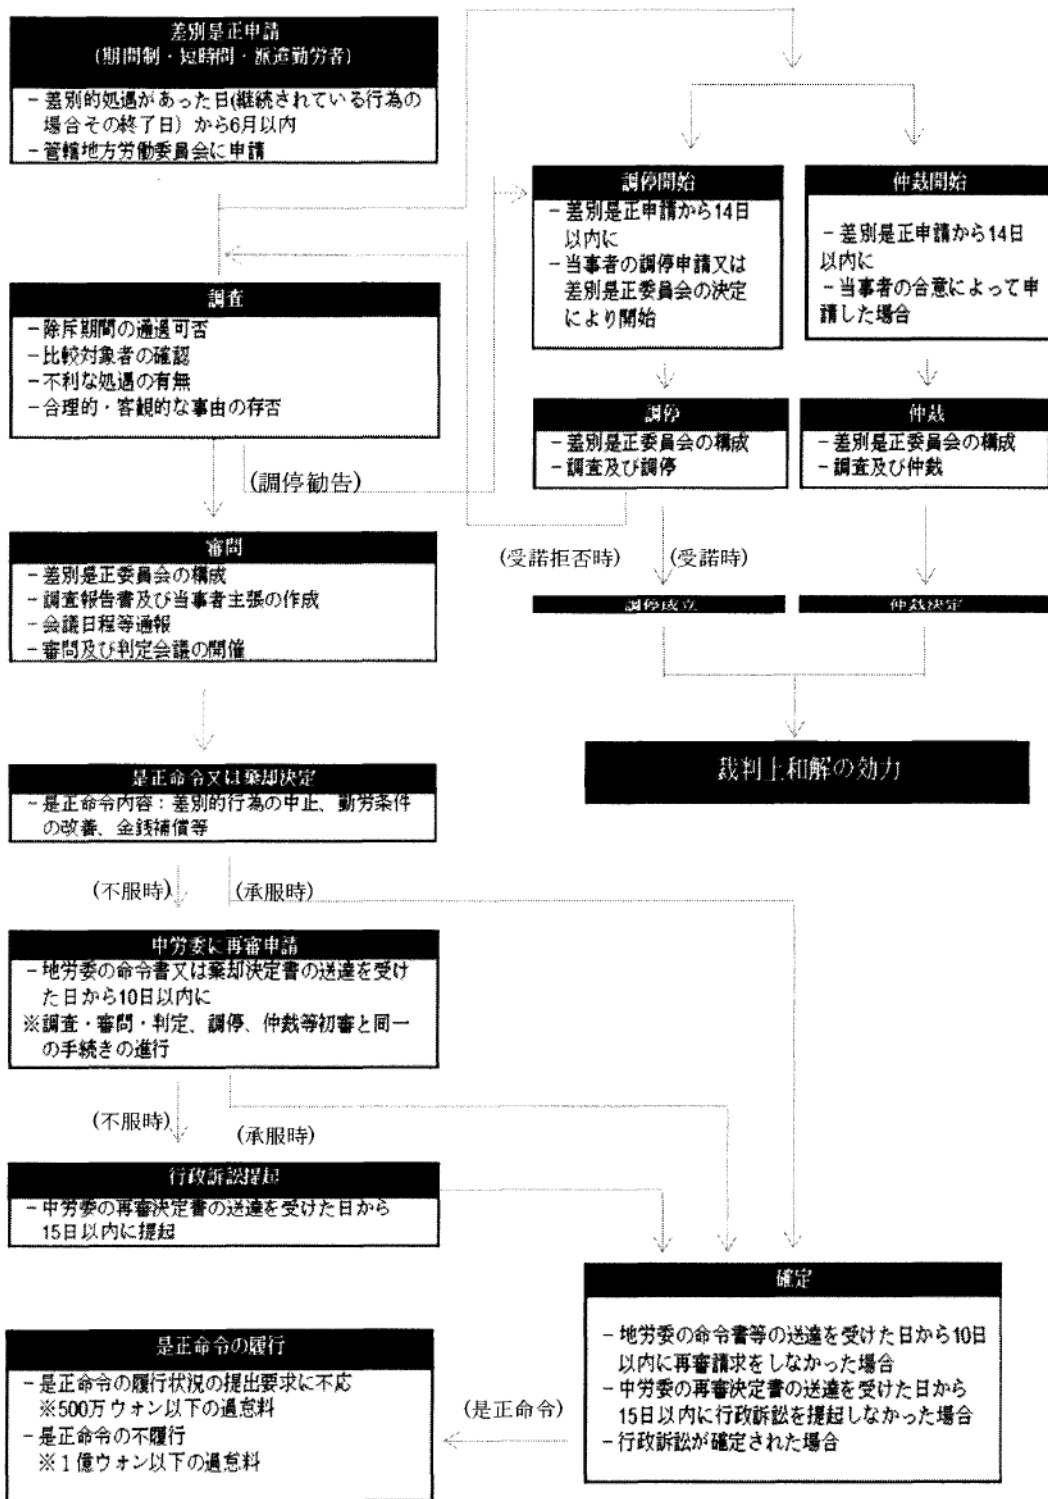 差別是正申請
(期間制・短時間・派遣勤労者)
－差別的処遇があった日(継続されている行為の
場合その終了日）から6月以内
－管轄地方労働委員会に申請
調査
－除斥期間の通過可否
－比較対象者の確認
－不利な処遇の有無
－合理的・客観的な事由の存否
(調停勧告)
審問
－差別是正委員会の構成
－調査報告書及び当事者主張の作成
－会議日程等通報
－審問及び判定会議の開催
是正命令又は棄却決定
－是正命令内容：差別的行為の中止、勤労条件
の改善、金銭補償等
(不服時)
(承服時)
中労委に再審申請
－地労委の命令書又は棄却決定書の送達を受け
た日から10日以内に
※調査・審問・判定、調停、仲裁等初審と同一
の手続きの進行
(不服時)
(承服時)
行政訴訟提起
－中労委の再審決定書の送達を受けた日から
15日以内に提起
調停開始
－差別是正申請から14日
以内に
－当事者の調停申請又は
差別是正委員会の決定
により開始
仲裁開始
－差別是正申請から14日
以内に
－当事者の合意によって申
請した場合
調停
－差別是正委員会の構成
－調査及び調停
仲裁
－差別是正委員会の構成
－調査及び仲裁
(受諾拒否時)
(受諾時)
調停成立
仲裁決定
裁判上和解の効力
確定
－地労委の命令書等の送達を受けた日から10日
以内に再審請求をしなかった場合
－中労委の再審決定書の送達を受けた日から
15日以内に行政訴訟を提起しなかった場合
－行政訴訟が確定された場合
(是正命令)
是正命令の履行
－是正命令の履行状況の提出要求に不応
※500万ウォン以下の過怠料
－是正命令の不履行
※１億ウォン以下の過怠料